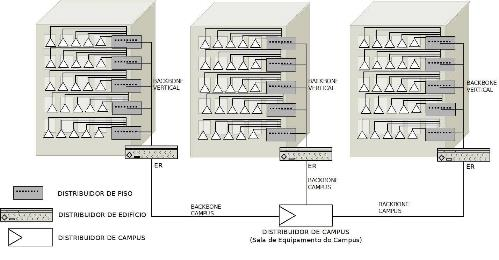 BACKBONE
VERTICAL
BACKBONE
VERTICAL
BACKBONE
VERTICAL
ER
ER
ER
BACKBONE
CAMPUS
BACKBONE
CAMPUS
BACKBONE
CAMPUS
DISTRIBUIDOR DE PISO
DISTRIBUIDOR DE EDIFÍCIO
DISTRIBUIDOR DE CAMPUS
DISTRIBUIDOR DE CAMPUS
(Sala de Equipamento do Campus)